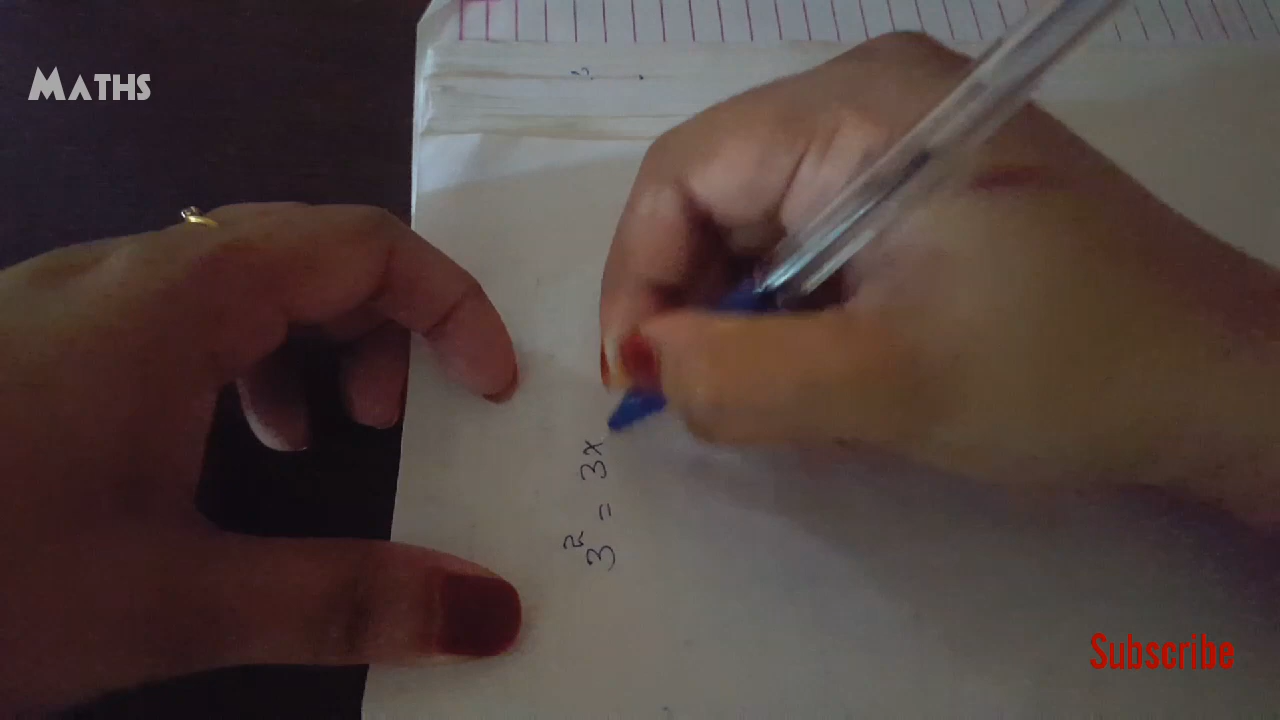 Maths
3² = 3x
Subscribe